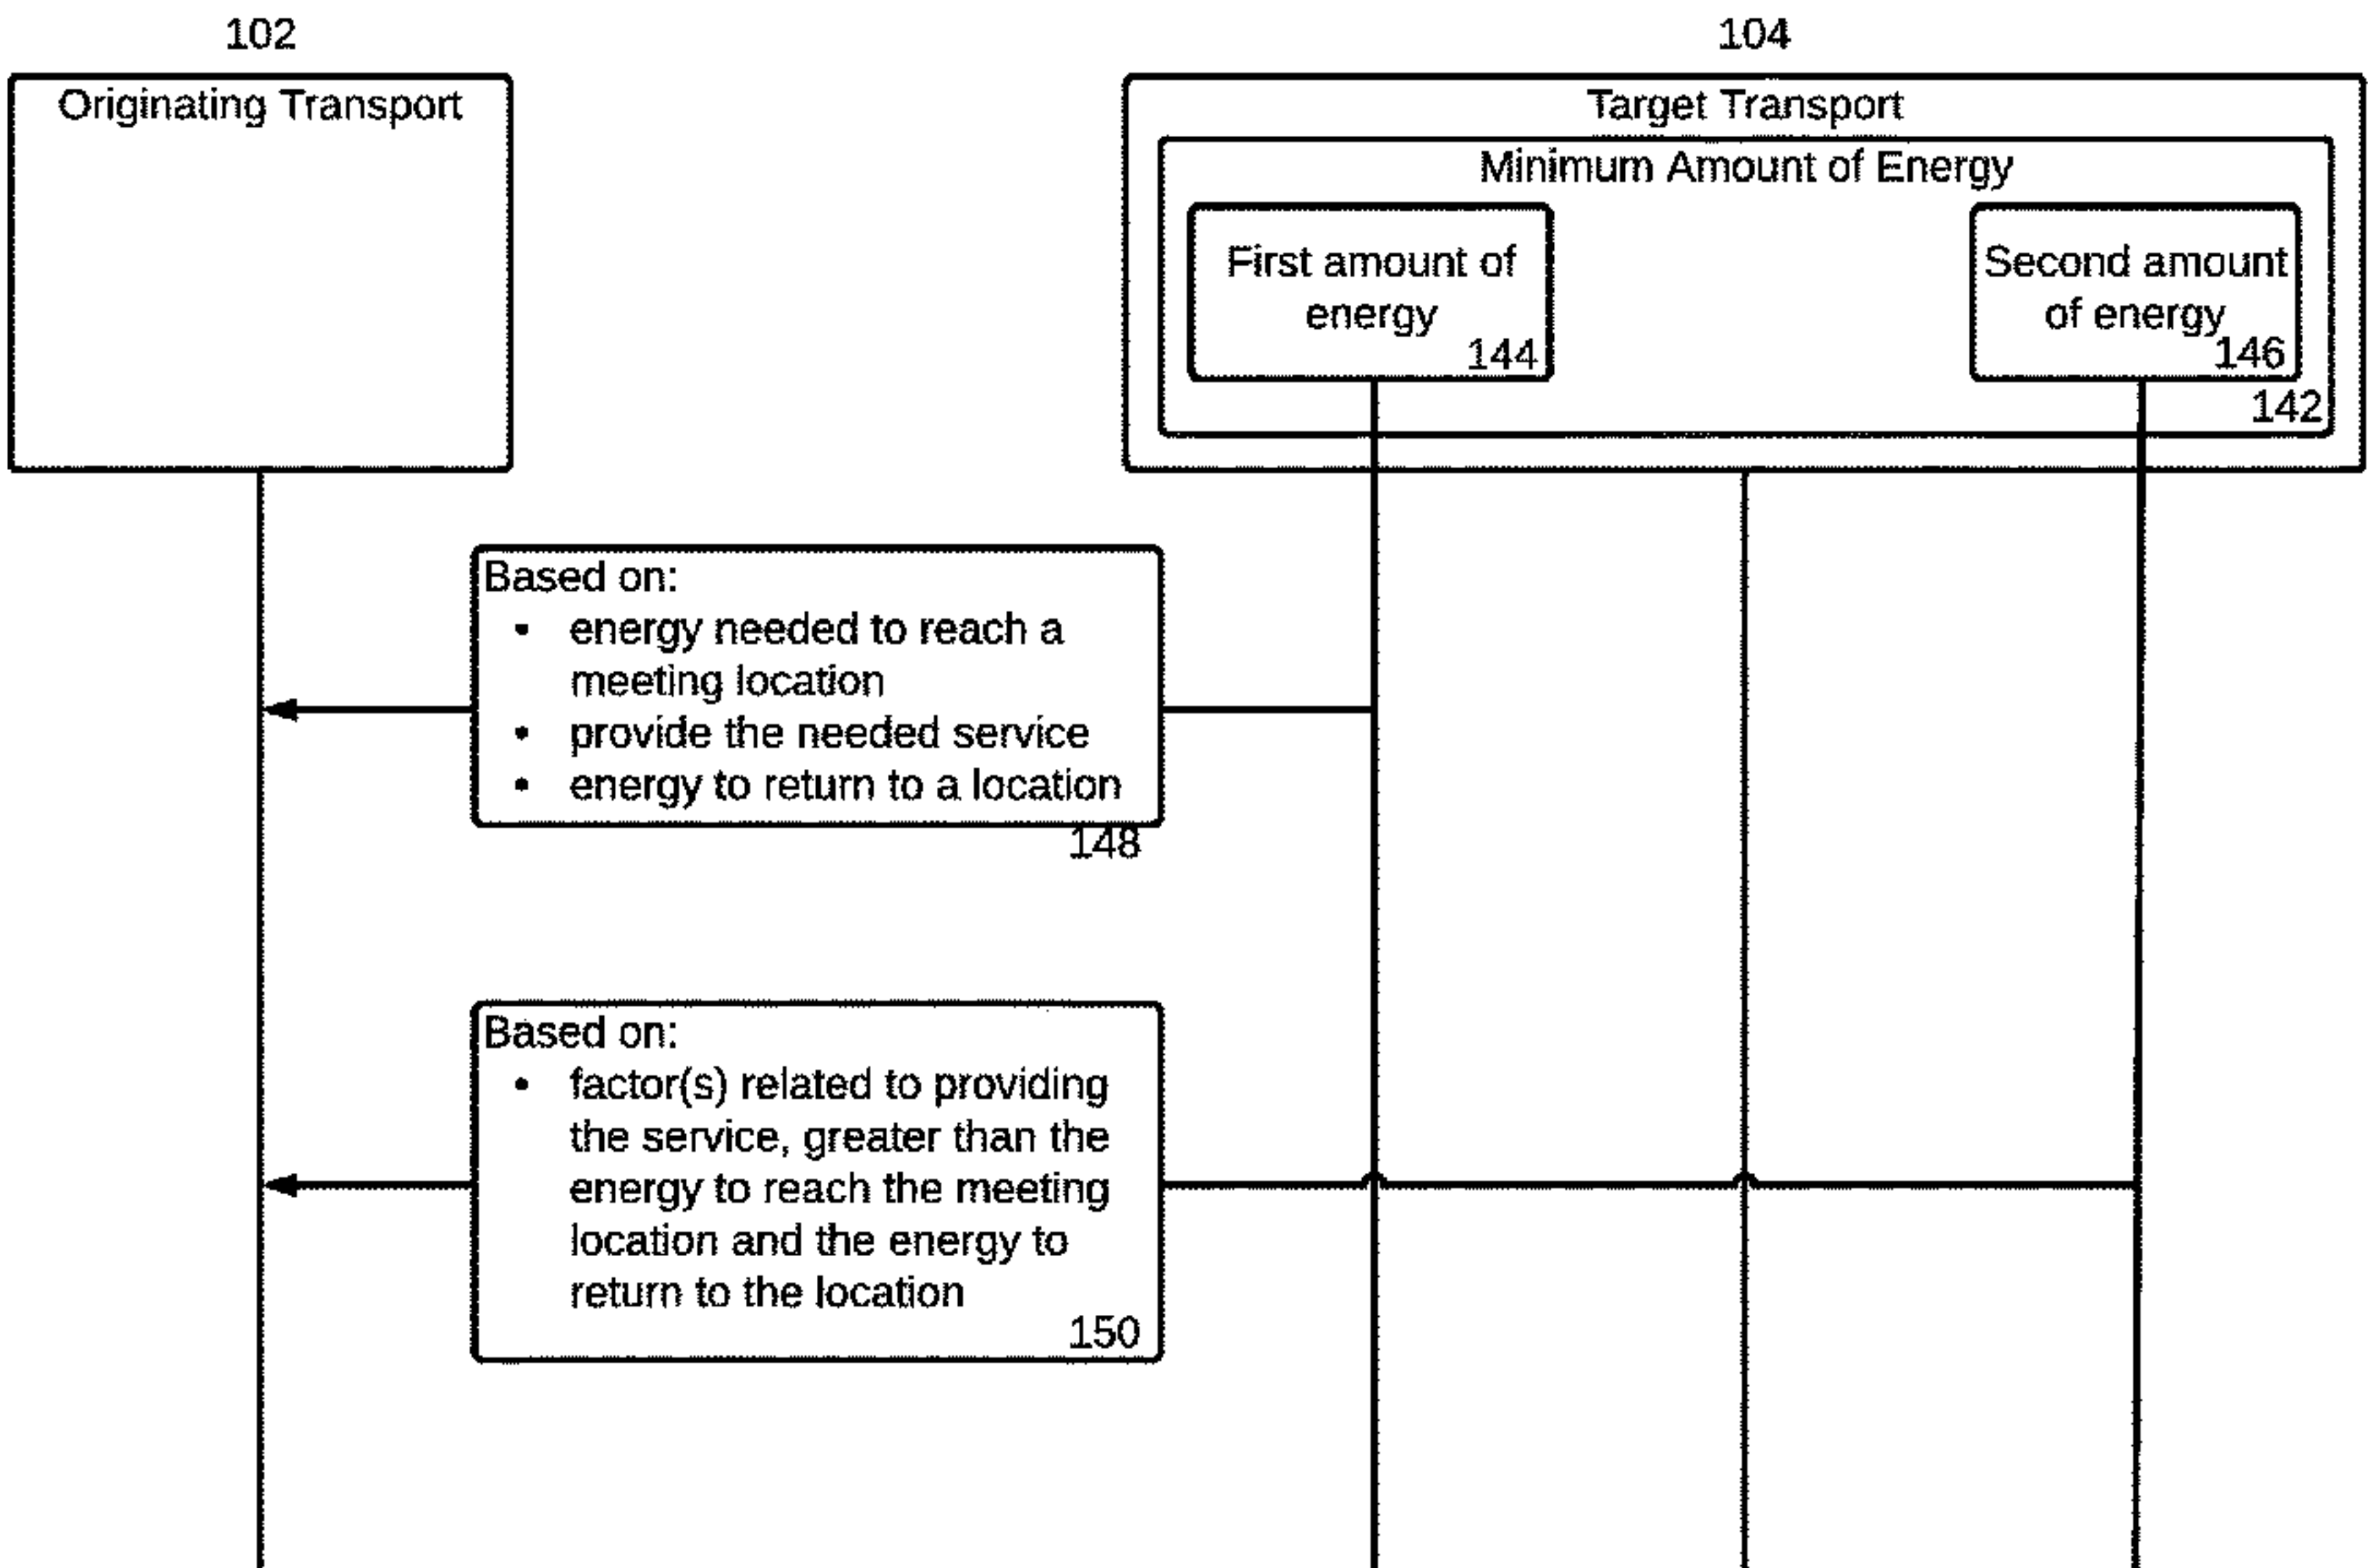 102
104
Originating Transport
Target Transport
Minimum Amount of Energy
First amount of
energy
144
Second amount
of energy
146
142
Based on:
• energy needed to reach a
meeting location
• provide the needed service
• energy to return to a location
148
Based on:
• factor(s) related to providing
the service, greater than the
energy to reach the meeting
location and the energy to
return to the location
150